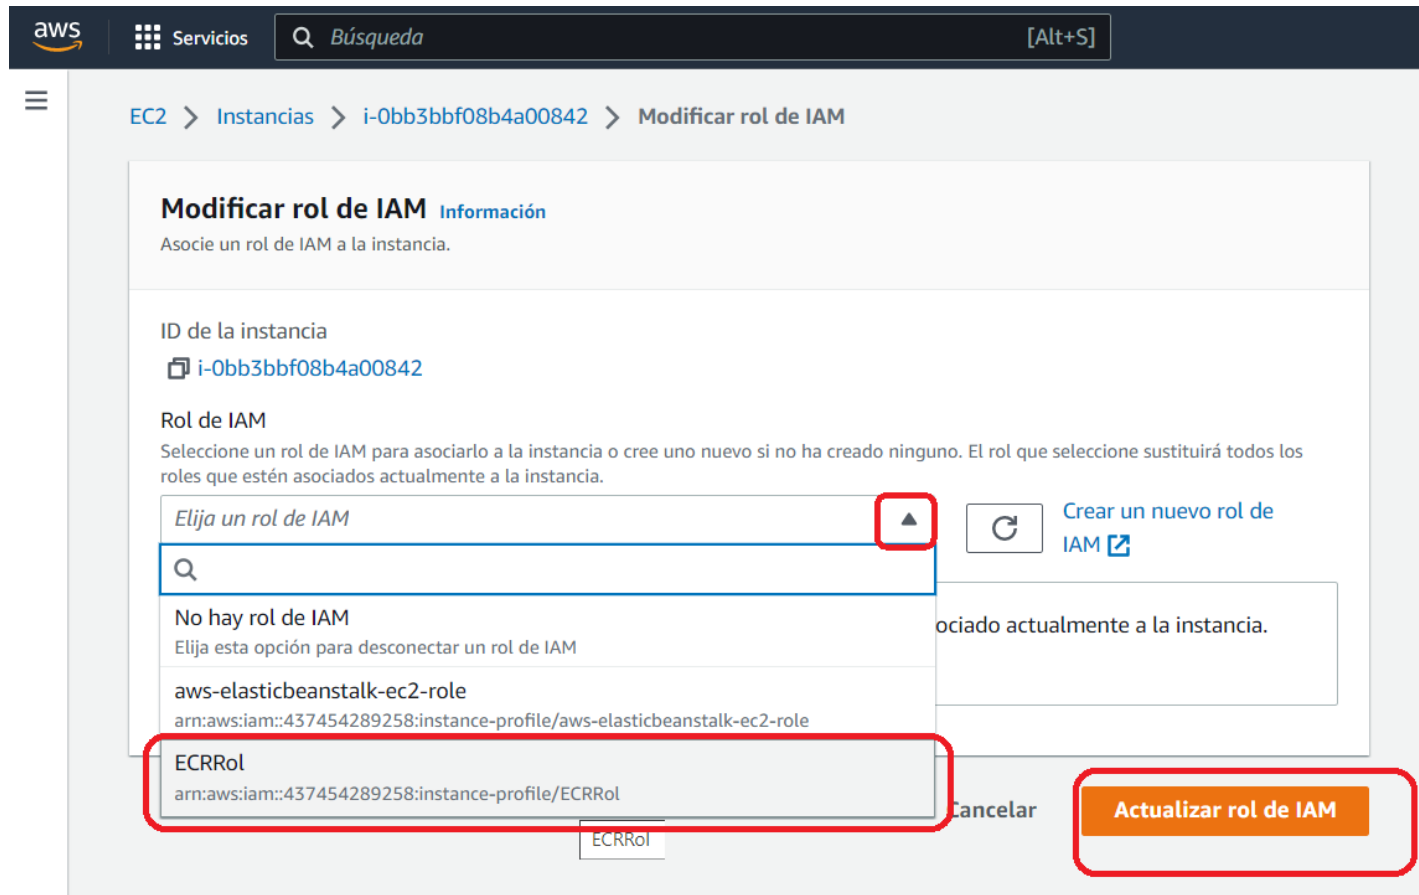 aws
Servicios
Búsqueda
[Alt+S]
EC2 > Instancias > i-0bb3bbf08b4a00842 > Modificar rol de IAM
Modificar rol de IAM Información
Asocie un rol de IAM a la instancia.
ID de la instancia
i-0bb3bbf08b4a00842
Rol de IAM
Seleccione un rol de IAM para asociarlo a la instancia o cree uno nuevo si no ha creado ninguno. El rol que seleccione sustituirá todos los
roles que estén asociados actualmente a la instancia.
Elija un rol de IAM
Crear un nuevo rol de
IAM
No hay rol de IAM
Elija esta opción para desconectar un rol de IAM
ociado actualmente a la instancia.
aws-elasticbeanstalk-ec2-role
arn:aws:iam::437454289258:instance-profile/aws-elasticbeanstalk-ec2-role
ECRRol
arn:aws:iam::437454289258:instance-profile/ECRRol
Cancelar
Actualizar rol de IAM
ECRRol